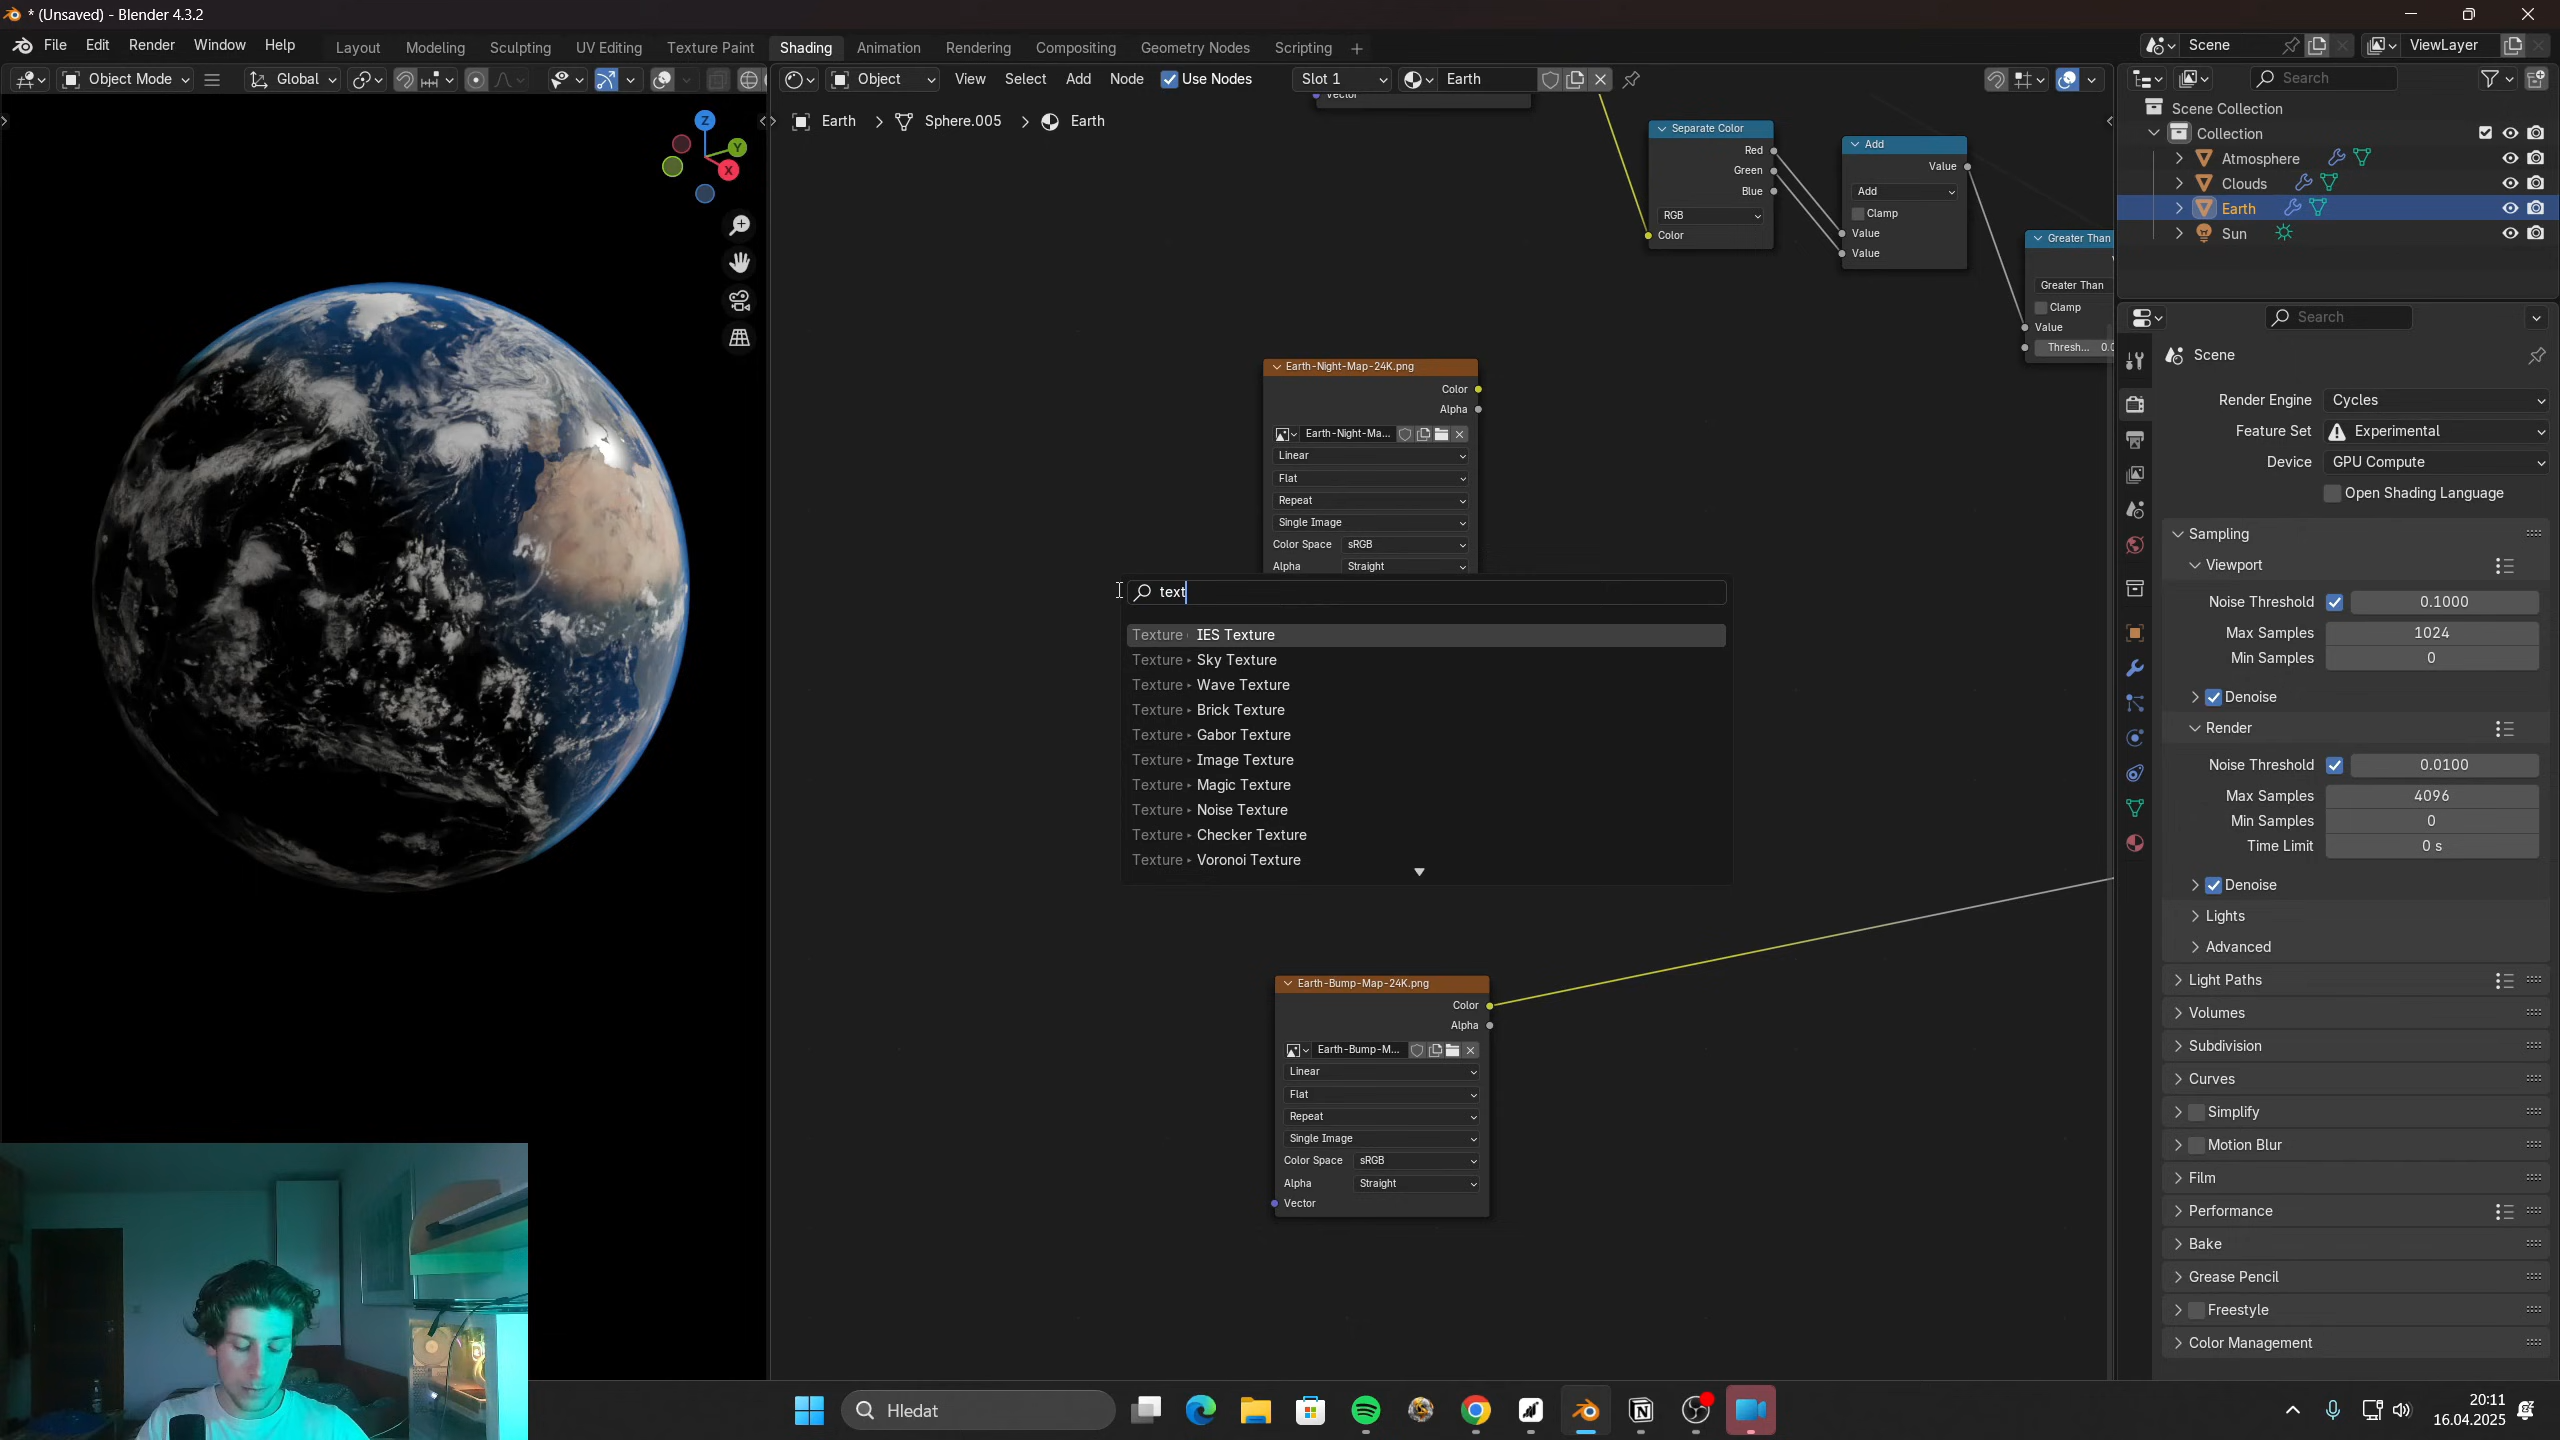 * (Unsaved) - Blender 4.3.2
File Edit Render Window Help
Layout Modeling Sculpting UV Editing Texture Paint Shading Animation Rendering Compositing Geometry Nodes Scripting +
Scene
ViewLayer
Object Mode
Global
Object
View Select Add Node Use Nodes
Slot 1
Earth
Search
Earth > Sphere.005 > Earth
Z
Y
X
Vector
Separate Color
Red
Green
Blue
RGB
Color
Add
Value
Add
Clamp
Value
Value
Greater Than
Greater Than
Clamp
Value
Thresh... 0.0
Earth-Night-Map-24K.png
Color
Alpha
Earth-Night-Ma...
Linear
Flat
Repeat
Single Image
Color Space sRGB
Alpha Straight
text
Texture IES Texture
Texture Sky Texture
Texture Wave Texture
Texture Brick Texture
Texture Gabor Texture
Texture Image Texture
Texture Magic Texture
Texture Noise Texture
Texture Checker Texture
Texture Voronoi Texture
Earth-Bump-Map-24K.png
Color
Alpha
Earth-Bump-M...
Linear
Flat
Repeat
Single Image
Color Space sRGB
Alpha Straight
Vector
Scene Collection
Collection
Atmosphere
Clouds
Earth
Sun
Search
Scene
Render Engine Cycles
Feature Set Experimental
Device GPU Compute
Open Shading Language
Sampling
Viewport
Noise Threshold 0.1000
Max Samples 1024
Min Samples 0
Denoise
Render
Noise Threshold 0.0100
Max Samples 4096
Min Samples 0
Time Limit 0 s
Denoise
Lights
Advanced
Light Paths
Volumes
Subdivision
Curves
Simplify
Motion Blur
Film
Performance
Bake
Grease Pencil
Freestyle
Color Management
Hledat
20:11
16.04.2025